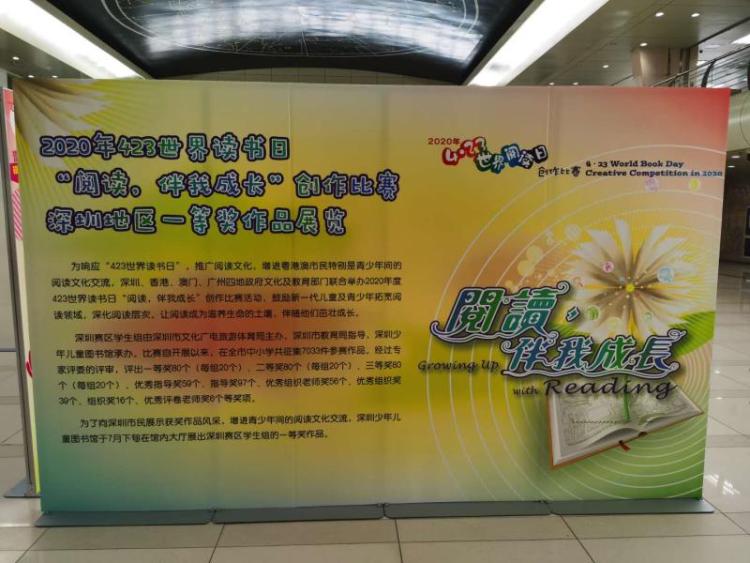 2020年423世界读书日
“阅读，伴我成长”创作比赛
深圳地区一等奖作品展览
为响应“423世界读书日”，推广阅读文化，增进粤港澳市民特别是青少年间的
阅读文化交流，深圳、香港、澳门、广州四地政府文化及教育部门联合举办2020年度
423世界读书日“阅读，伴我成长”创作比赛活动，鼓励新一代儿童及青少年拓宽阅
读领域，深化阅读层次，让阅读成为滋养生命的土壤，伴随他们茁壮成长。
深圳赛区学生组由深圳市文化广电旅游体育局主办，深圳市教育局指导，深圳少
年儿童图书馆承办。比赛自开展以来，在全市中小学共征集7033件参赛作品。经过专
家评委的评审，评出一等奖80个（每组20个）、二等奖80个（每组20个）、三等奖80
个（每组20个），优秀指导奖59个、指导奖97个、优秀组织老师奖56个、优秀组织奖
39个、组织奖16个、优秀评卷老师奖6个等奖项。
为了向深圳市民展示获奖作品风采，增进青少年间的阅读文化交流，深圳少年儿
童图书馆于7月下旬在馆内大厅展出深圳赛区学生组的一等奖作品。
2020年
4·23世界閱讀日
創作比賽
4·23 World Book Day
Creative Competition in 2020
閱讀，
伴我成長
Growing Up
with Reading